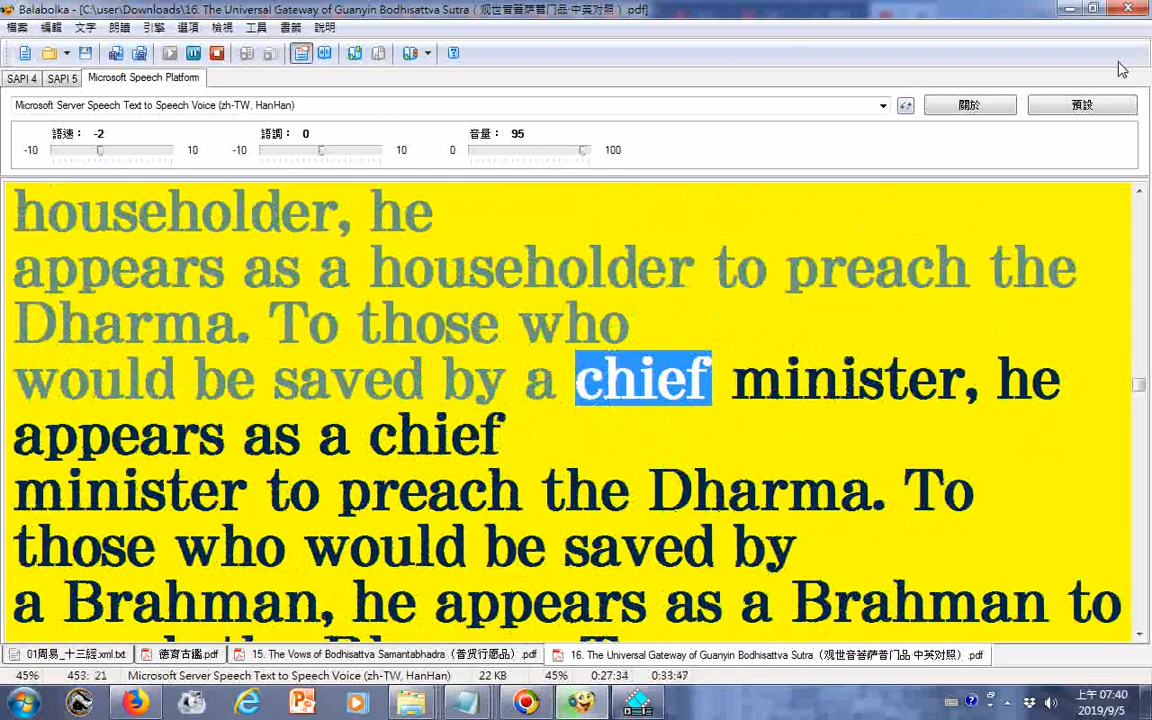 Balabolka - [C:\user\Downloads\16. The Universal Gateway of Guanyin Bodhisattva Sutra（观世音菩萨普门品·中英对照）.pdf]
檔案 編輯 文字 朗讀 引擎 選項 檢視 工具 書籤 說明
SAPI 4 SAPI 5 Microsoft Speech Platform
Microsoft Server Speech Text to Speech Voice (zh-TW, HanHan) 關於 預設
語速： -2 語調： 0 音量： 95
-10 10 -10 10 0 100
householder, he
appears as a householder to preach the
Dharma. To those who
would be saved by a chief minister, he
appears as a chief
minister to preach the Dharma. To
those who would be saved by
a Brahman, he appears as a Brahman to
01周易_十三經.xml.txt 德育古鑑.pdf 15. The Vows of Bodhisattva Samantabhadra（普贤行愿品）.pdf 16. The Universal Gateway of Guanyin Bodhisattva Sutra（观世音菩萨普门品·中英对照）.pdf
45% 453: 21 Microsoft Server Speech Text to Speech Voice (zh-TW, HanHan) 22 KB 45% 0:27:34 0:33:47
上午 07:40
2019/9/5